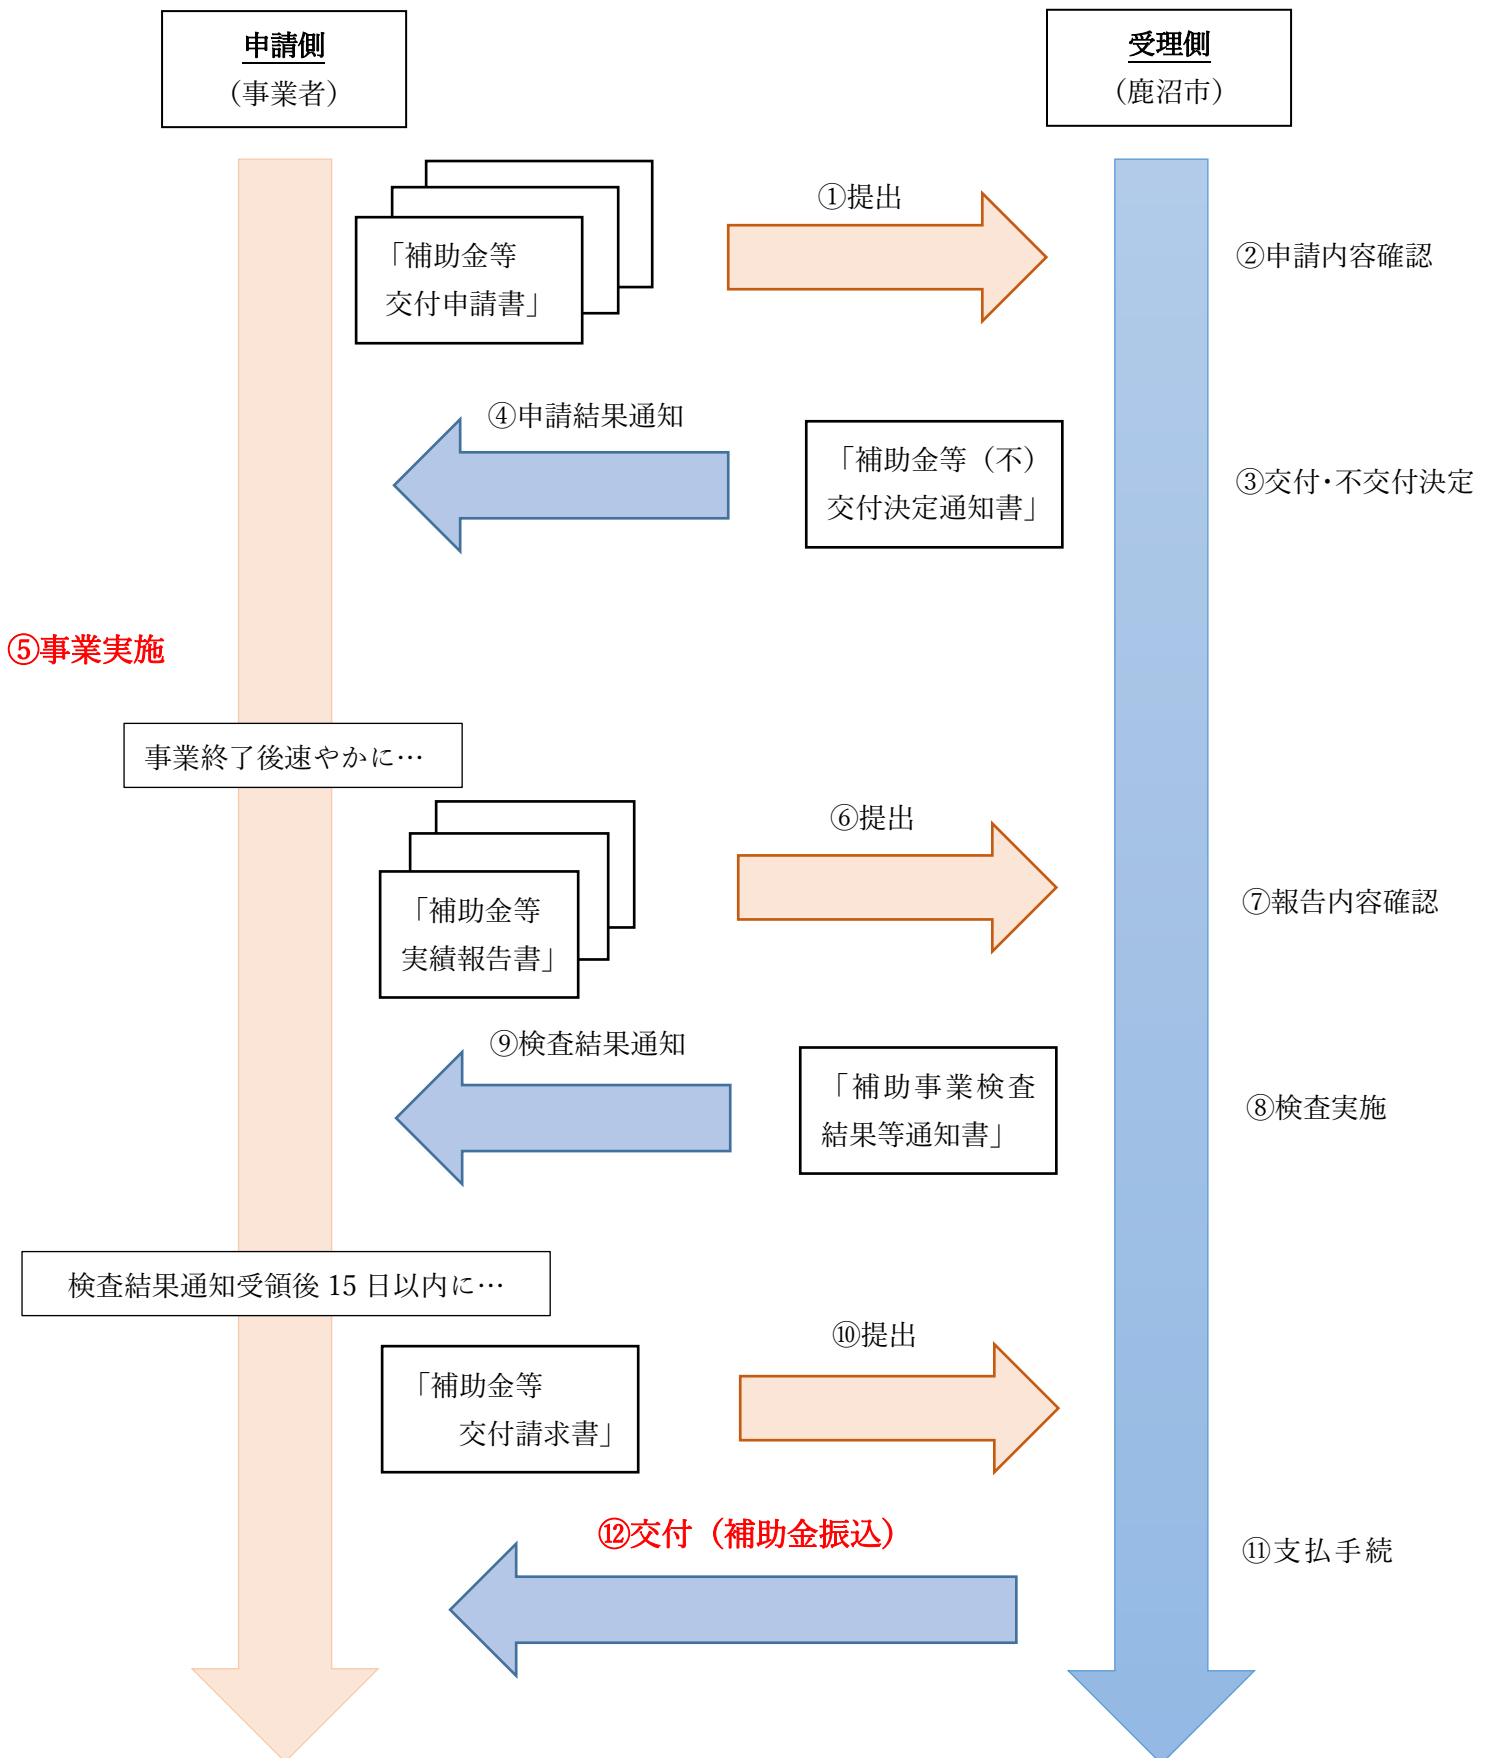 申請側
（事業者）
受理側
（鹿沼市）
①提出
「補助金等
交付申請書」
②申請内容確認
④申請結果通知
「補助金等（不）
交付決定通知書」
③交付・不交付決定
⑤事業実施
事業終了後速やかに…
⑥提出
「補助金等
実績報告書」
⑦報告内容確認
⑨検査結果通知
「補助事業検査
結果等通知書」
⑧検査実施
検査結果通知受領後 15 日以内に…
⑩提出
「補助金等
交付請求書」
⑫交付（補助金振込）
⑪支払手続